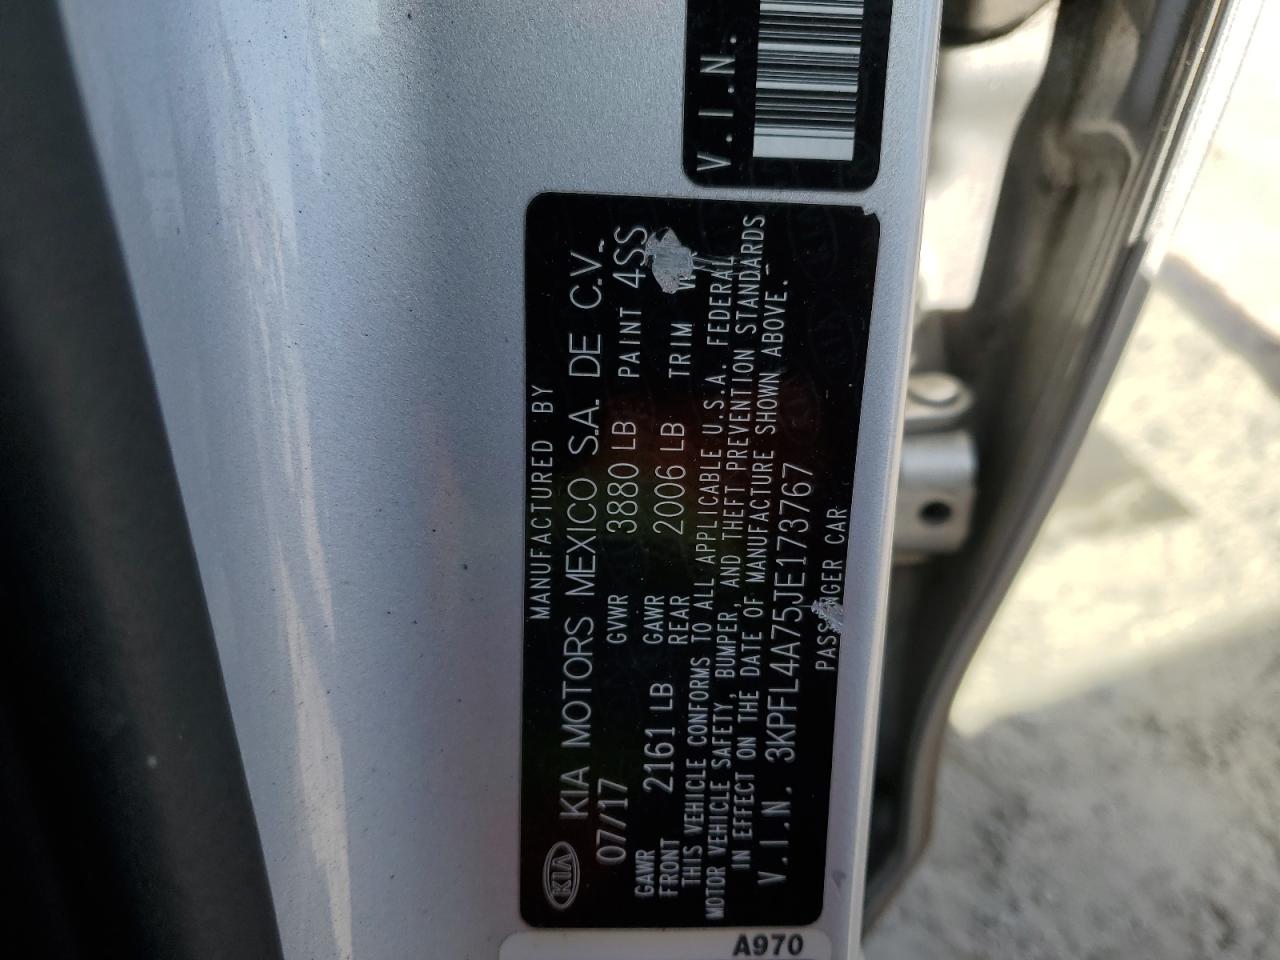 V.I.N.
MANUFACTURED BY
KIA KIA MOTORS MEXICO S.A. DE C.V.
07/17 GVWR 3880 LB PAINT 4SS
GAWR FRONT 2161 LB GAWR REAR 2006 LB TRIM
THIS VEHICLE CONFORMS TO ALL APPLICABLE U.S.A. FEDERAL
MOTOR VEHICLE SAFETY, BUMPER, AND THEFT PREVENTION STANDARDS
IN EFFECT ON THE DATE OF MANUFACTURE SHOWN ABOVE.
V.I.N. 3KPFL4A75JE173767
PASSENGER CAR
A970